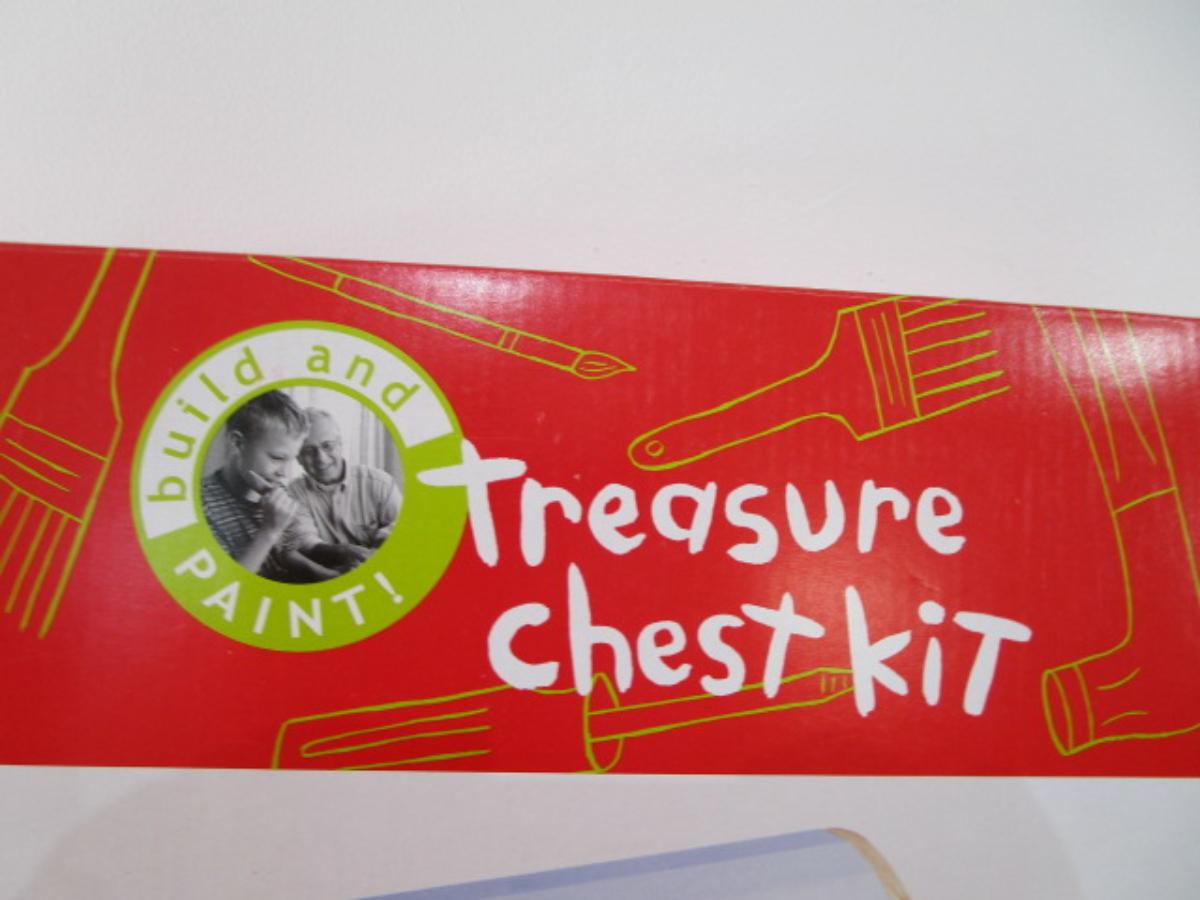 build and
PAINT!
Treasure
chest kiT